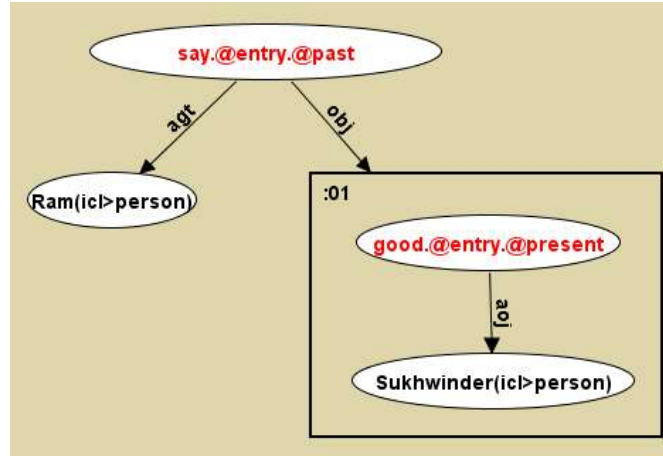 say.@entry.@past
agt
obj
Ram(icl>person)
:01
good.@entry.@present
aoj
Sukhwinder(icl>person)